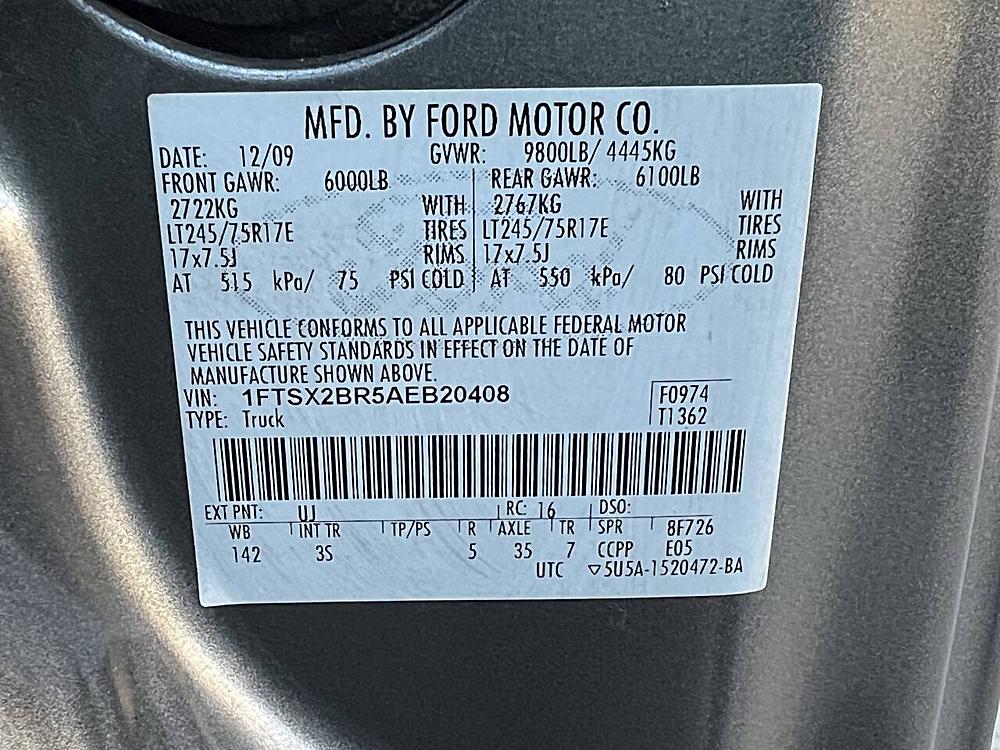 MFD. BY FORD MOTOR CO.
DATE: 12/09 GVWR: 9800LB/ 4445KG
FRONT GAWR: 6000LB REAR GAWR: 6100LB
2722KG WITH 2767KG WITH
LT245/75R17E TIRES LT245/75R17E TIRES
17x7.5J RIMS 17x7.5J RIMS
AT 515 kPa/ 75 PSI COLD AT 550 kPa/ 80 PSI COLD
THIS VEHICLE CONFORMS TO ALL APPLICABLE FEDERAL MOTOR
VEHICLE SAFETY STANDARDS IN EFFECT ON THE DATE OF
MANUFACTURE SHOWN ABOVE.
VIN: 1FTSX2BR5AEB20408 F0974
TYPE: Truck T1362
EXT PNT: UJ RC: 16 DSO:
WB INT TR TP/PS R AXLE TR SPR 8F726
142 3S 5 35 7 CCPP E05
UTC ▽5U5A-1520472-BA